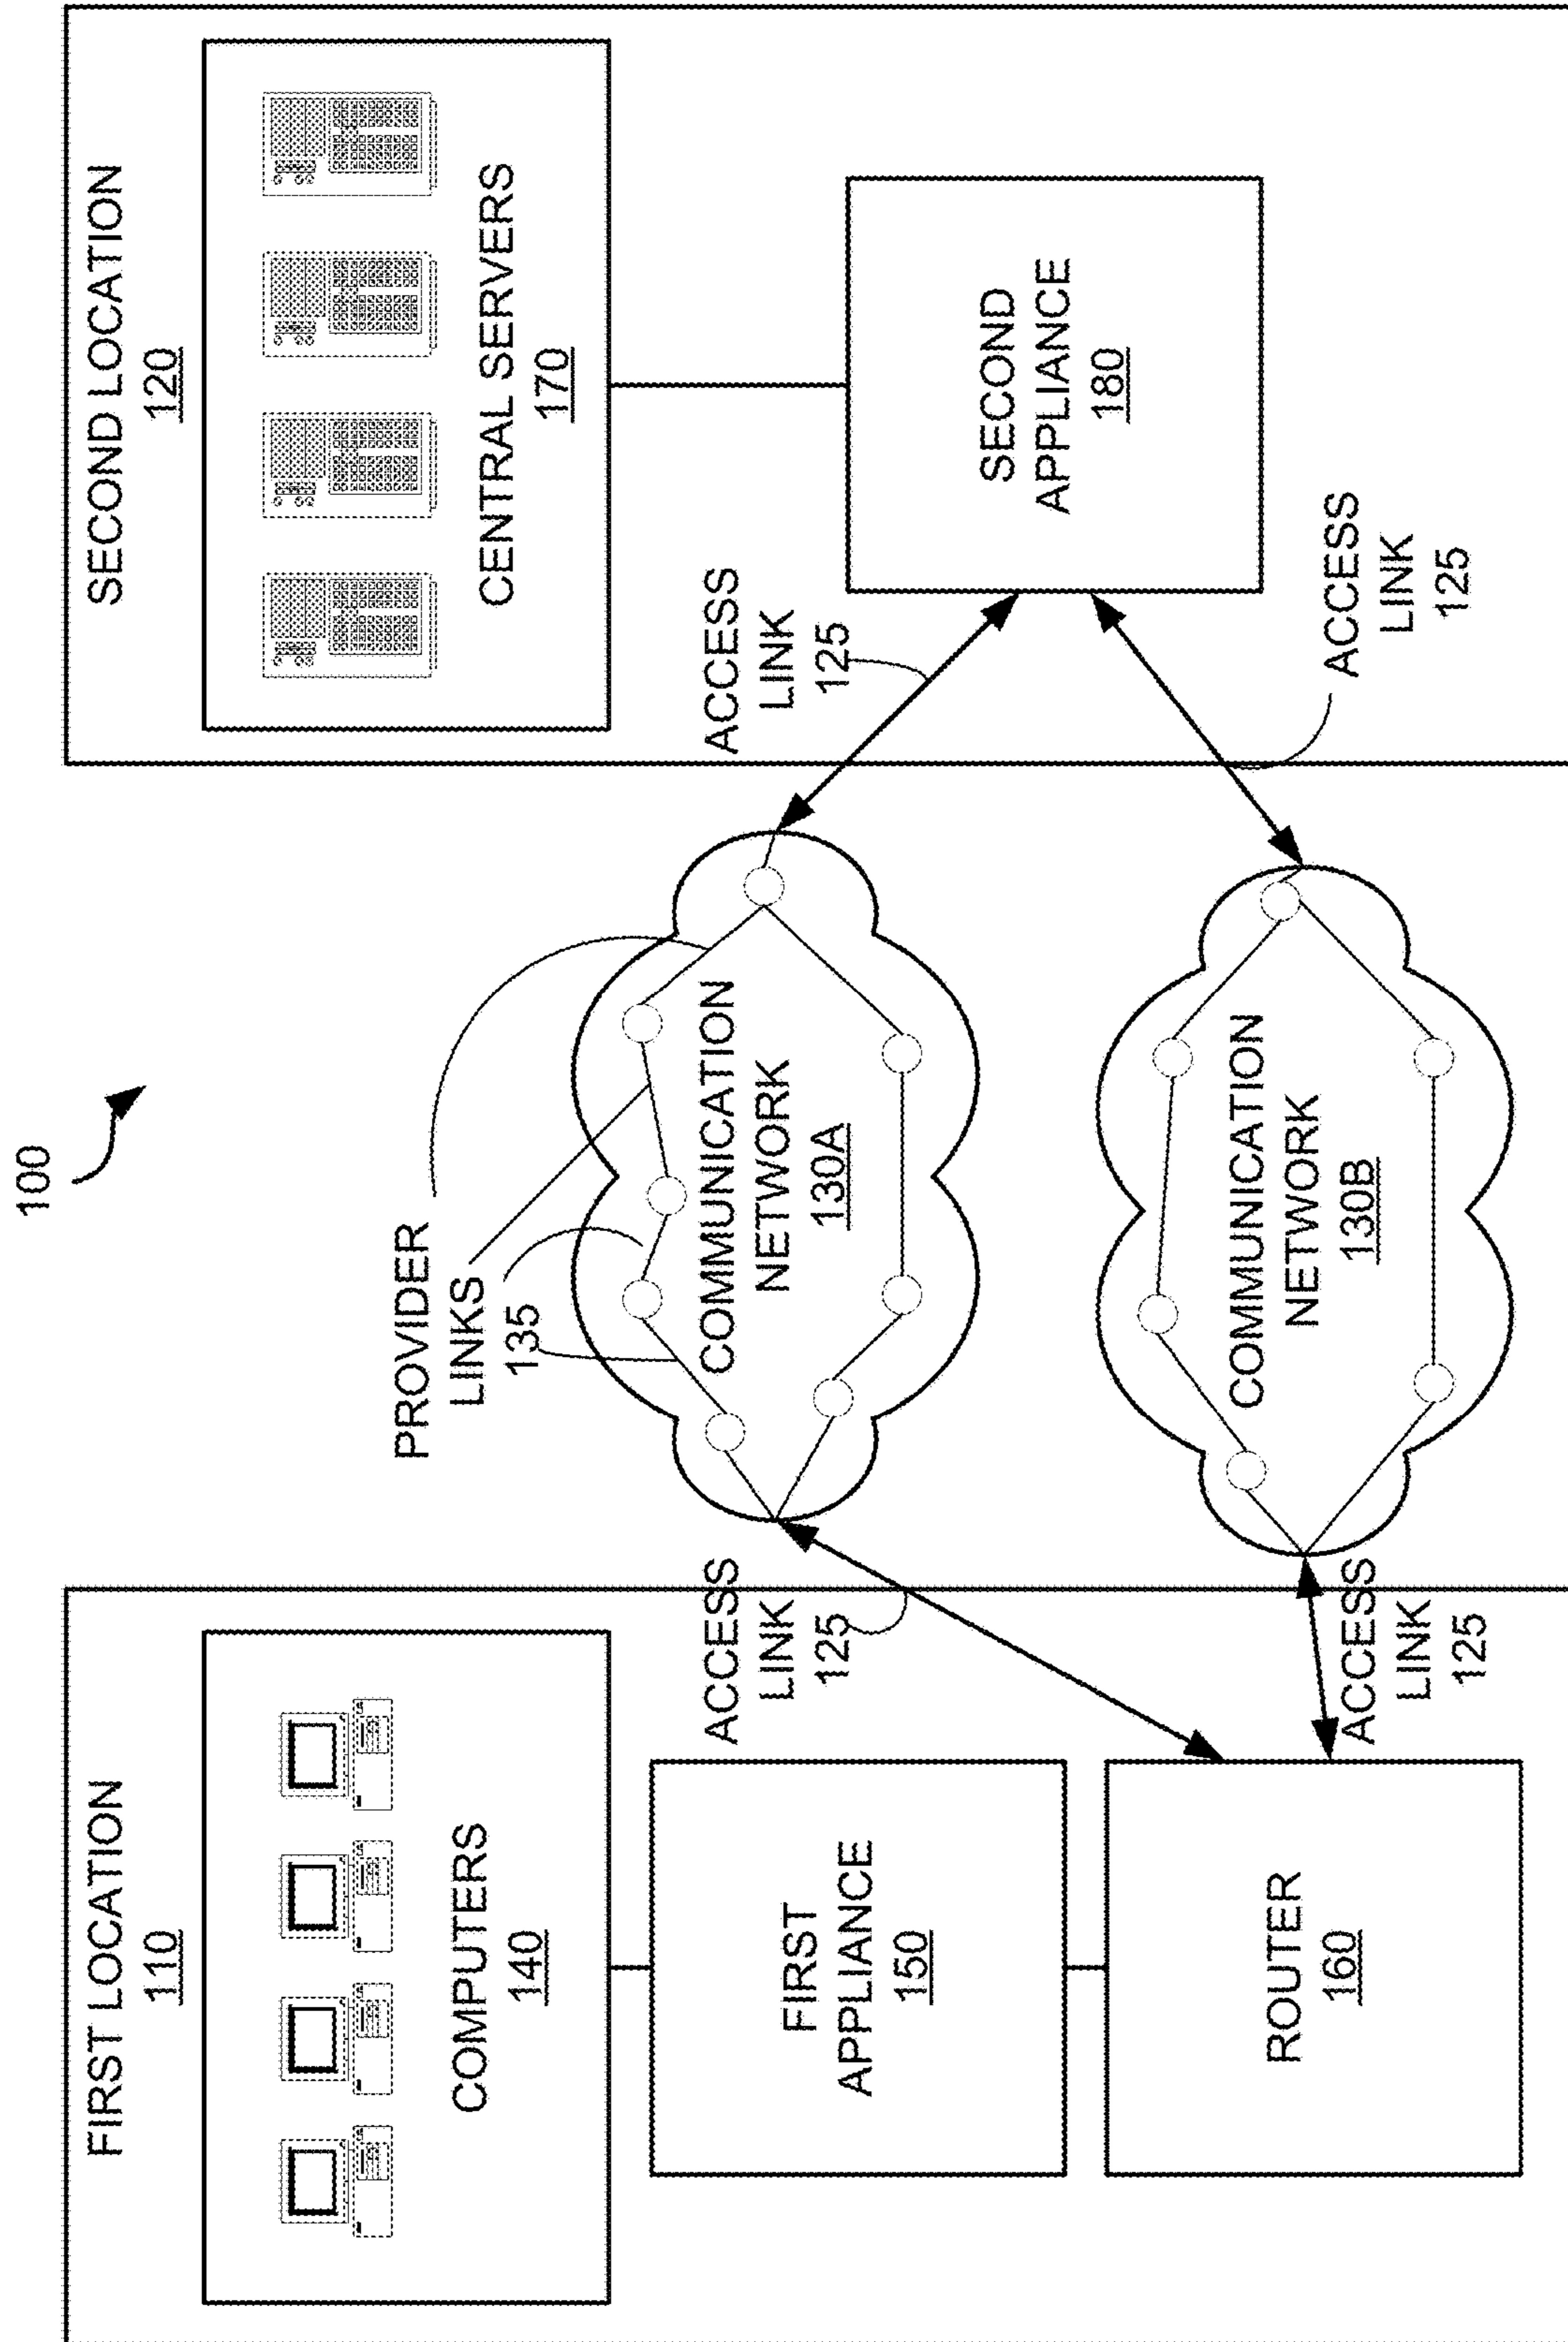 100
FIRST LOCATION
110
COMPUTERS
140
FIRST
APPLIANCE
150
ROUTER
160
ACCESS
LINK
125
ACCESS
LINK
125
PROVIDER
LINKS
135
COMMUNICATION
NETWORK
130A
COMMUNICATION
NETWORK
130B
SECOND LOCATION
120
CENTRAL SERVERS
170
ACCESS
LINK
125
SECOND
APPLIANCE
180
ACCESS
LINK
125